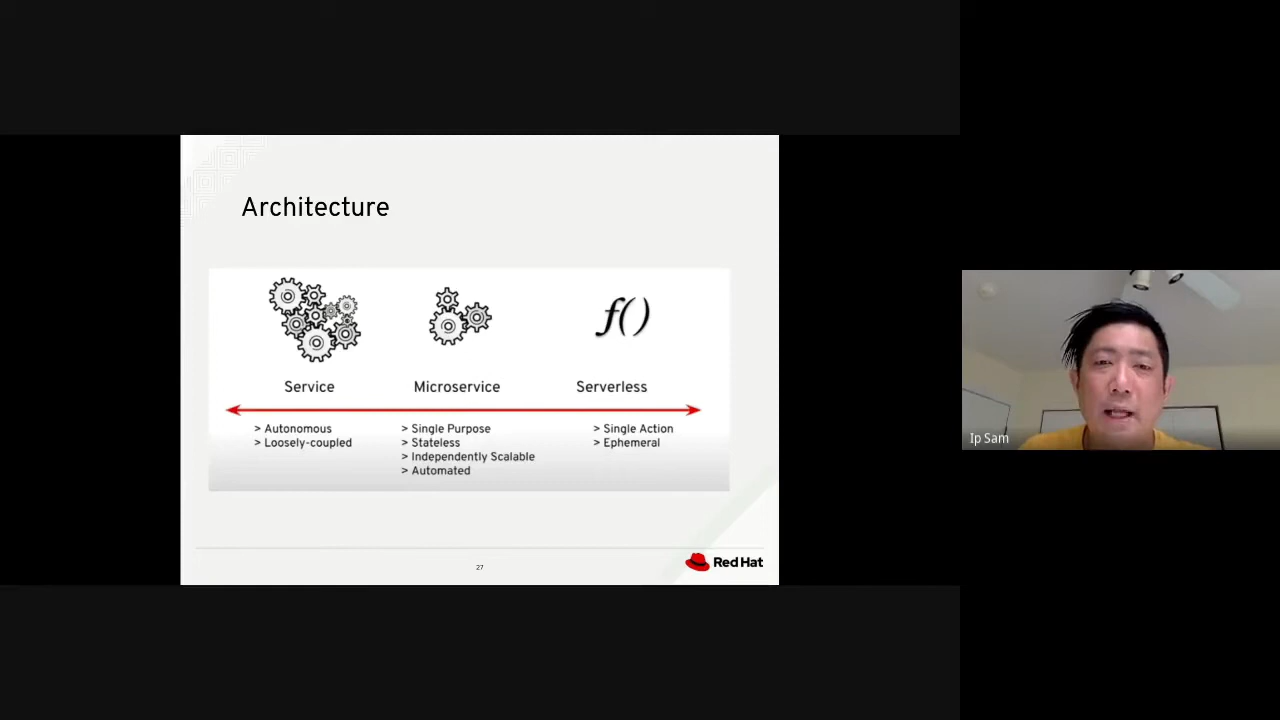 Architecture
f()
Service
Microservice
Serverless
> Autonomous
> Loosely-coupled
> Single Purpose
> Stateless
> Independently Scalable
> Automated
> Single Action
> Ephemeral
27
Red Hat
Ip Sam